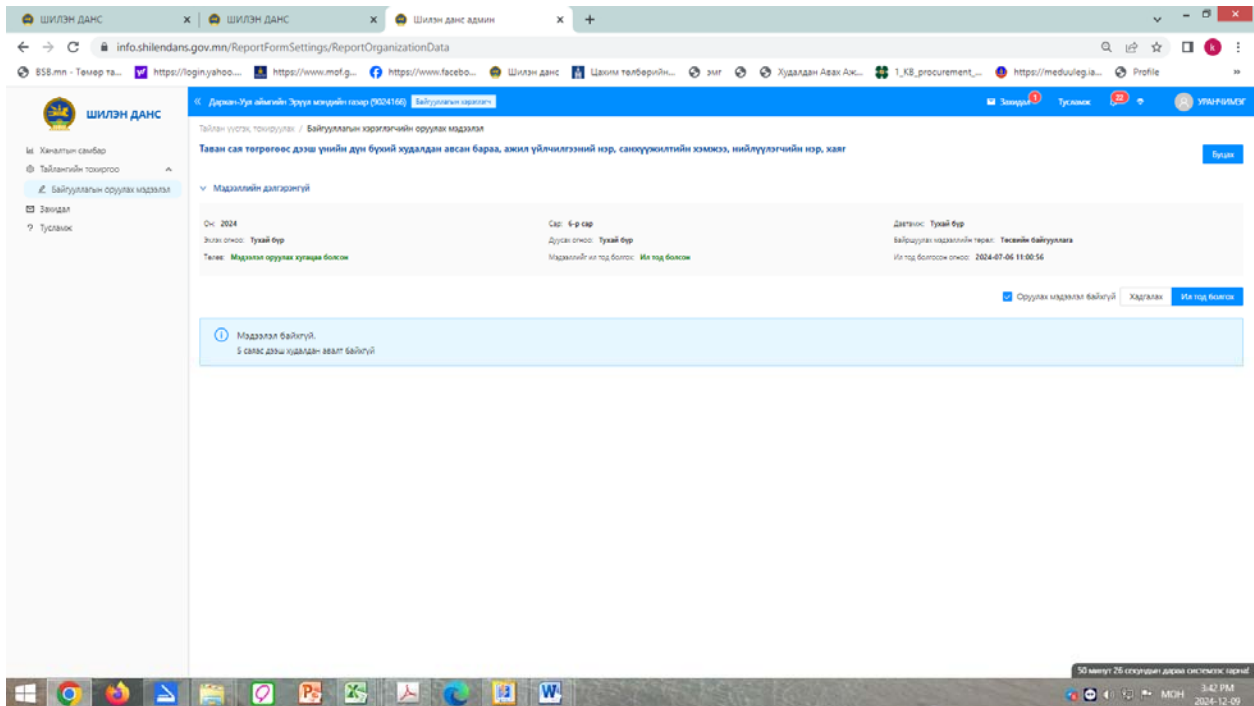 ШИЛЭН ДАНС
ШИЛЭН ДАНС
Шилэн данс админ
info.shilendans.gov.mn/ReportFormSettings/ReportOrganizationData
k
BSB.mn - Төмөр та...
https://login.yahoo....
https://www.mof.g...
https://www.facebo...
Шилэн данс
Цахим төлбөрийн...
эмг
Худалдан Авах Аж...
1_KB_procurement_...
https://meduuleg.ia...
Profile
»
ШИЛЭН ДАНС
Дархан-Уул аймгийн Эрүүл мэндийн газар (9024166) Байгууллагын хэрэглэгч
Захидал 1
Тусламж
22
УРАНЧИМЭГ
Хяналтын самбар
Тайлангийн тохиргоо
Байгууллагын оруулах мэдээлэл
Захидал
Тусламж
Тайлан үүсгэх, тохируулах / Байгууллагын хэрэглэгчийн оруулах мэдээлэл
Таван сая төгрөгөөс дээш үнийн дүн бүхий худалдан авсан бараа, ажил үйлчилгээний нэр, санхүүжилтийн хэмжээ, нийлүүлэгчийн нэр, хаяг
Буцах
Мэдээллийн дэлгэрэнгүй
Он: 2024
Сар: 6-р сар
Давтамж: Тухай бүр
Эхлэх огноо: Тухай бүр
Дуусах огноо: Тухай бүр
Байршуулах мэдээллийн төрөл: Төсвийн байгууллага
Төлөв: Мэдээлэл оруулах хугацаа болсон
Мэдээллийг ил тод болгох: Ил тод болсон
Ил тод болгосон огноо: 2024-07-06 11:00:56
Оруулах мэдээлэл байхгүй
Хадгалах
Ил тод болгох
Мэдээлэл байхгүй.
5 саяас дээш худалдан авалт байхгүй
50 минут 26 секундын дараа системээс гарна!
МОН
3:42 PM
2024-12-09